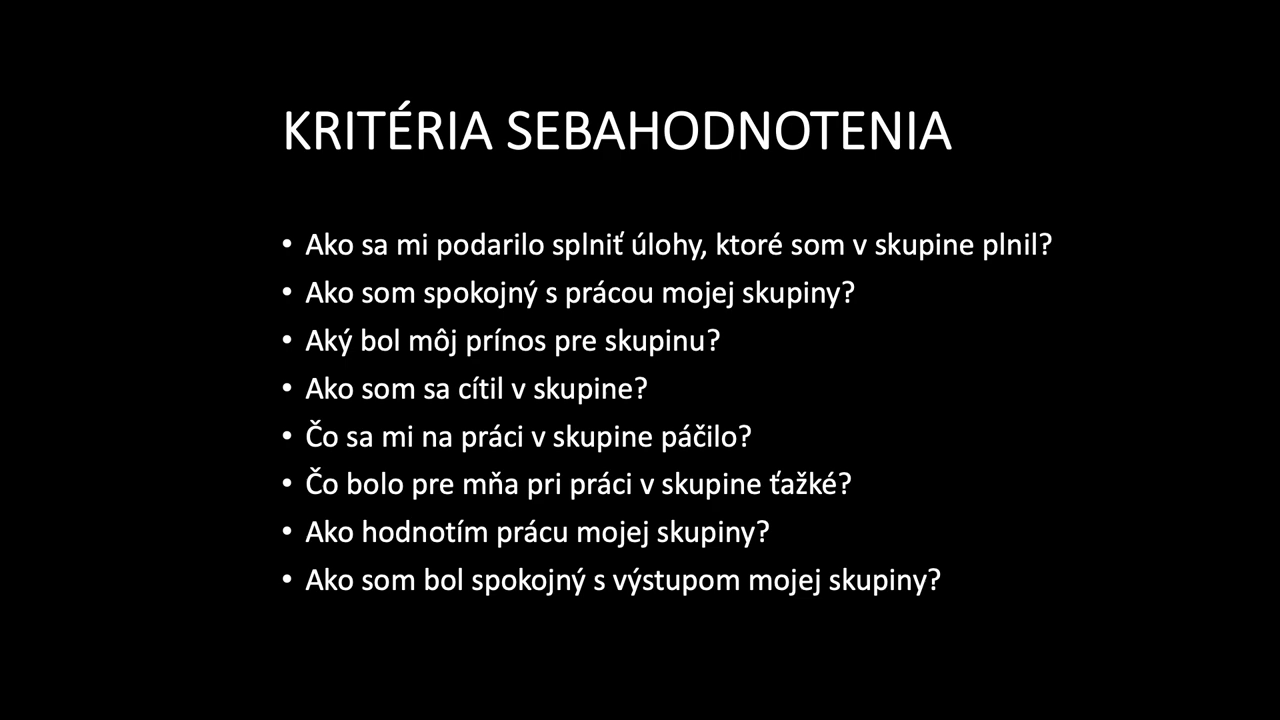 KRITÉRIA SEBAHODNOTENIA
• Ako sa mi podarilo splniť úlohy, ktoré som v skupine plnil?
• Ako som spokojný s prácou mojej skupiny?
• Aký bol môj prínos pre skupinu?
• Ako som sa cítil v skupine?
• Čo sa mi na práci v skupine páčilo?
• Čo bolo pre mňa pri práci v skupine ťažké?
• Ako hodnotím prácu mojej skupiny?
• Ako som bol spokojný s výstupom mojej skupiny?